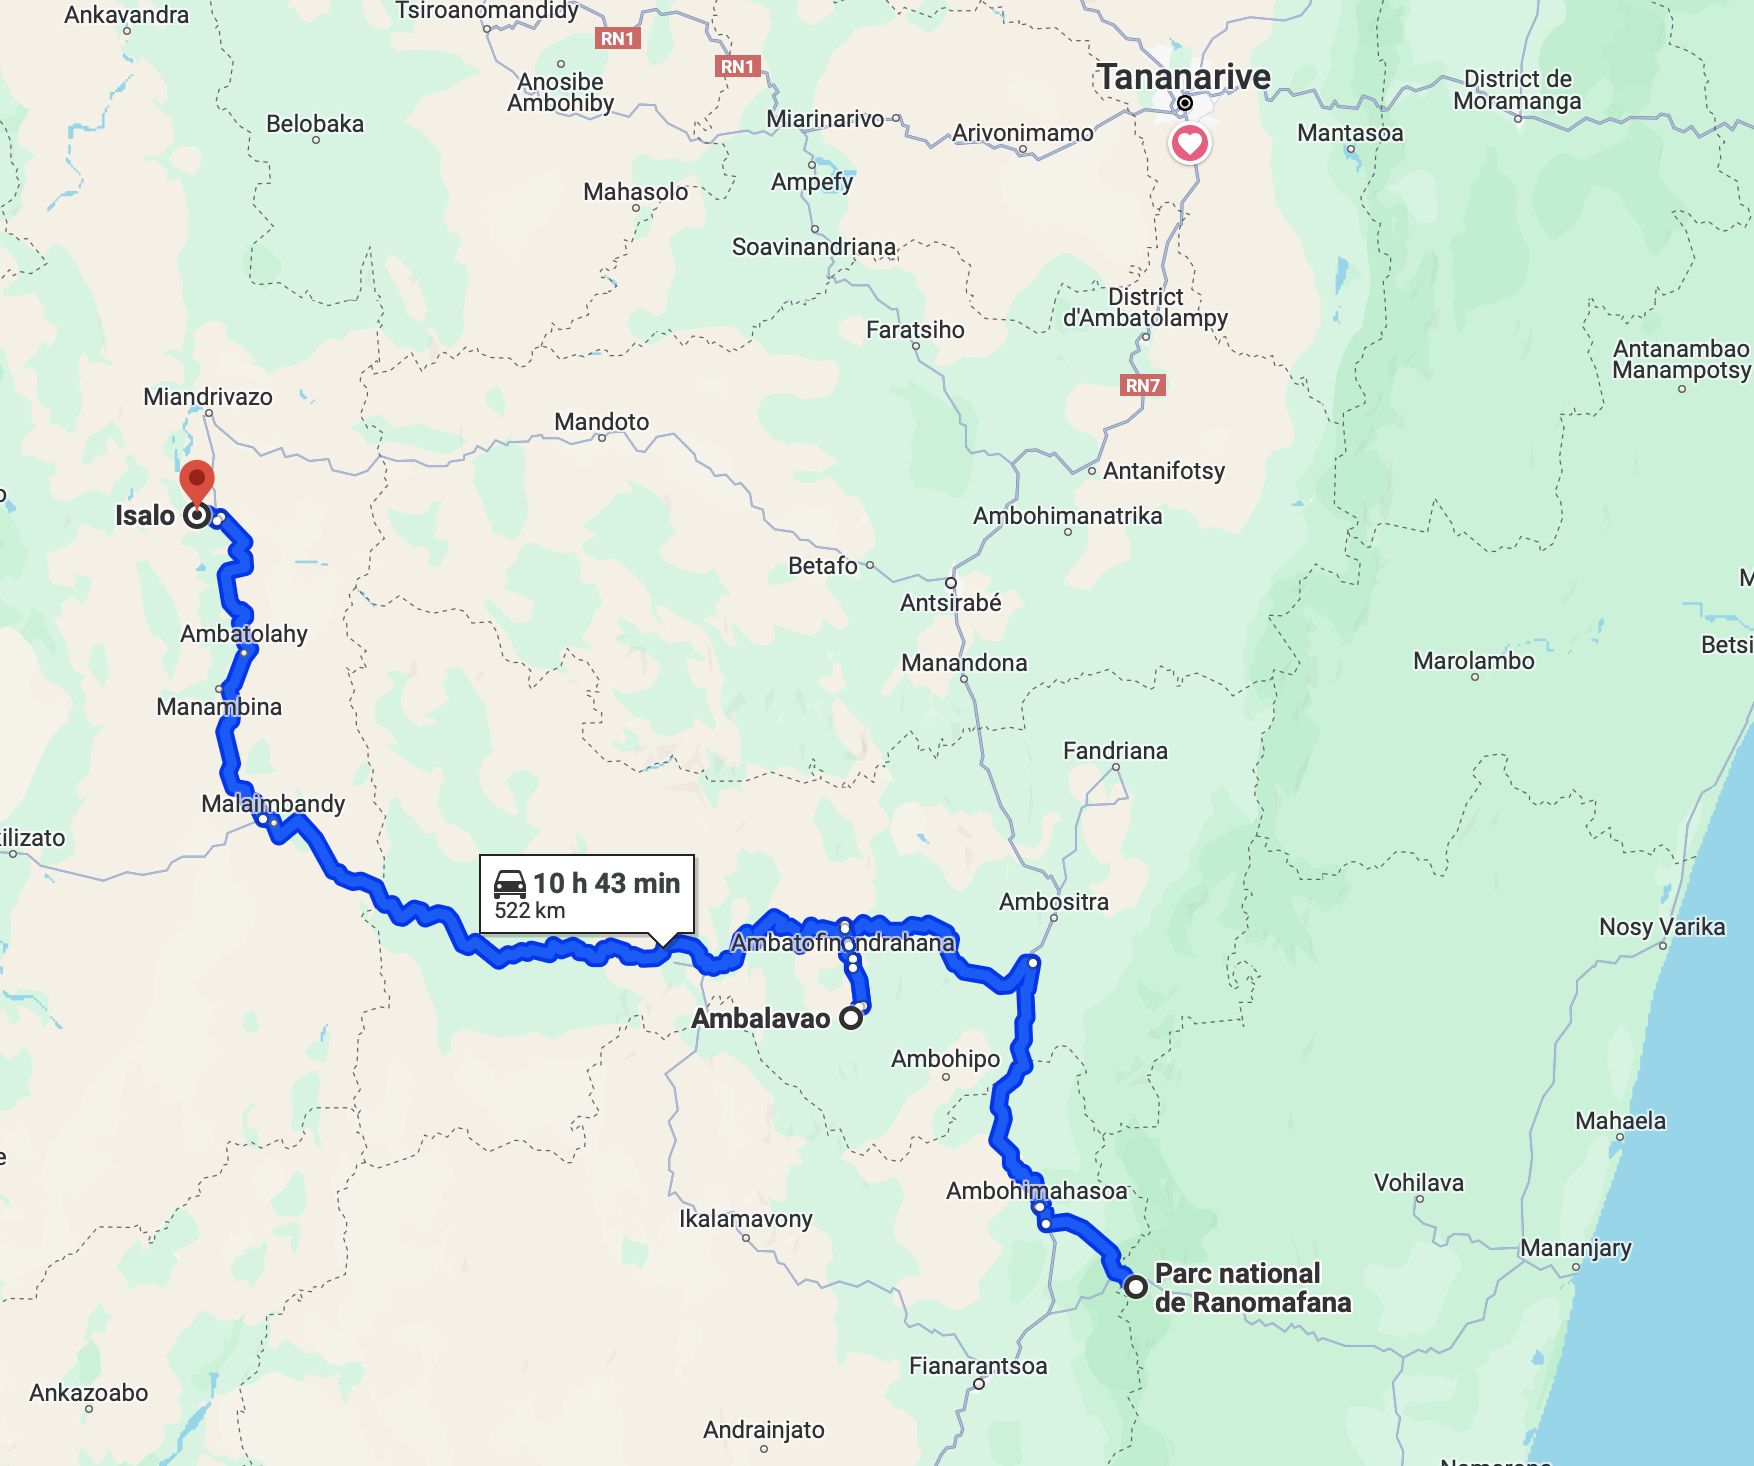 Ankavandra
Tsiroanomandidy
RN1
RN1
Anosibe
Ambohiby
Tananarive
District de
Moramanga
Belobaka
Miarinarivo
Arivonimamo
Mantasoa
Mahasolo
Ampefy
Soavinandriana
District
d'Ambatolampy
Faratsiho
Antanambao
Manampotsy
RN7
Miandrivazo
Mandoto
Antanifotsy
Isalo
Ambohimanatrika
Betafo
Antsirabé
Ambatolahy
Manandona
Marolambo
Betsi
Manambina
Fandriana
Malaimbandy
ilizato
10 h 43 min
522 km
Ambositra
Ambatofinandrahana
Nosy Varika
Ambalavao
Ambohipo
Mahaela
Ambohimahasoa
Vohilava
Ikalamavony
Mananjary
Parc national
de Ranomafana
Fianarantsoa
Ankazoabo
Andrainjato